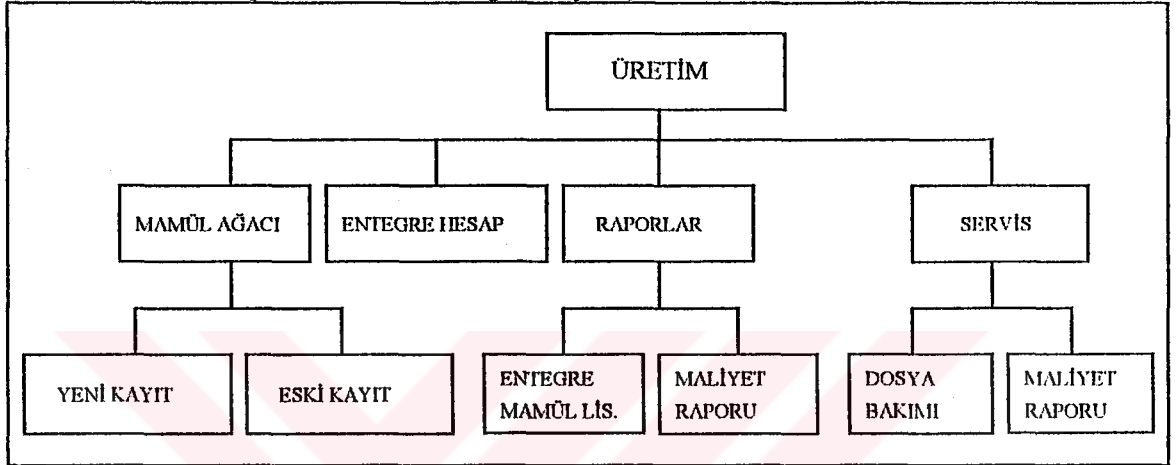 ÜRETİM
MAMÜL AĞACI
ENTEGRE HESAP
RAPORLAR
SERVİS
YENİ KAYIT
ESKİ KAYIT
ENTEGRE
MAMÜL LİS.
MALİYET
RAPORU
DOSYA
BAKIMI
MALİYET
RAPORU